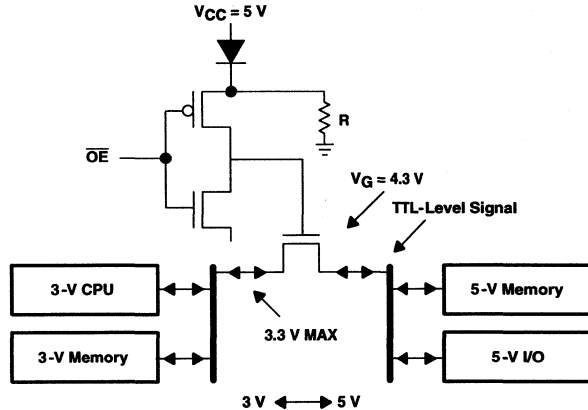 VCC = 5 V
R
OE
VG = 4.3 V
TTL-Level Signal
3-V CPU
5-V Memory
3.3 V MAX
3-V Memory
5-V I/O
3 V 5 V